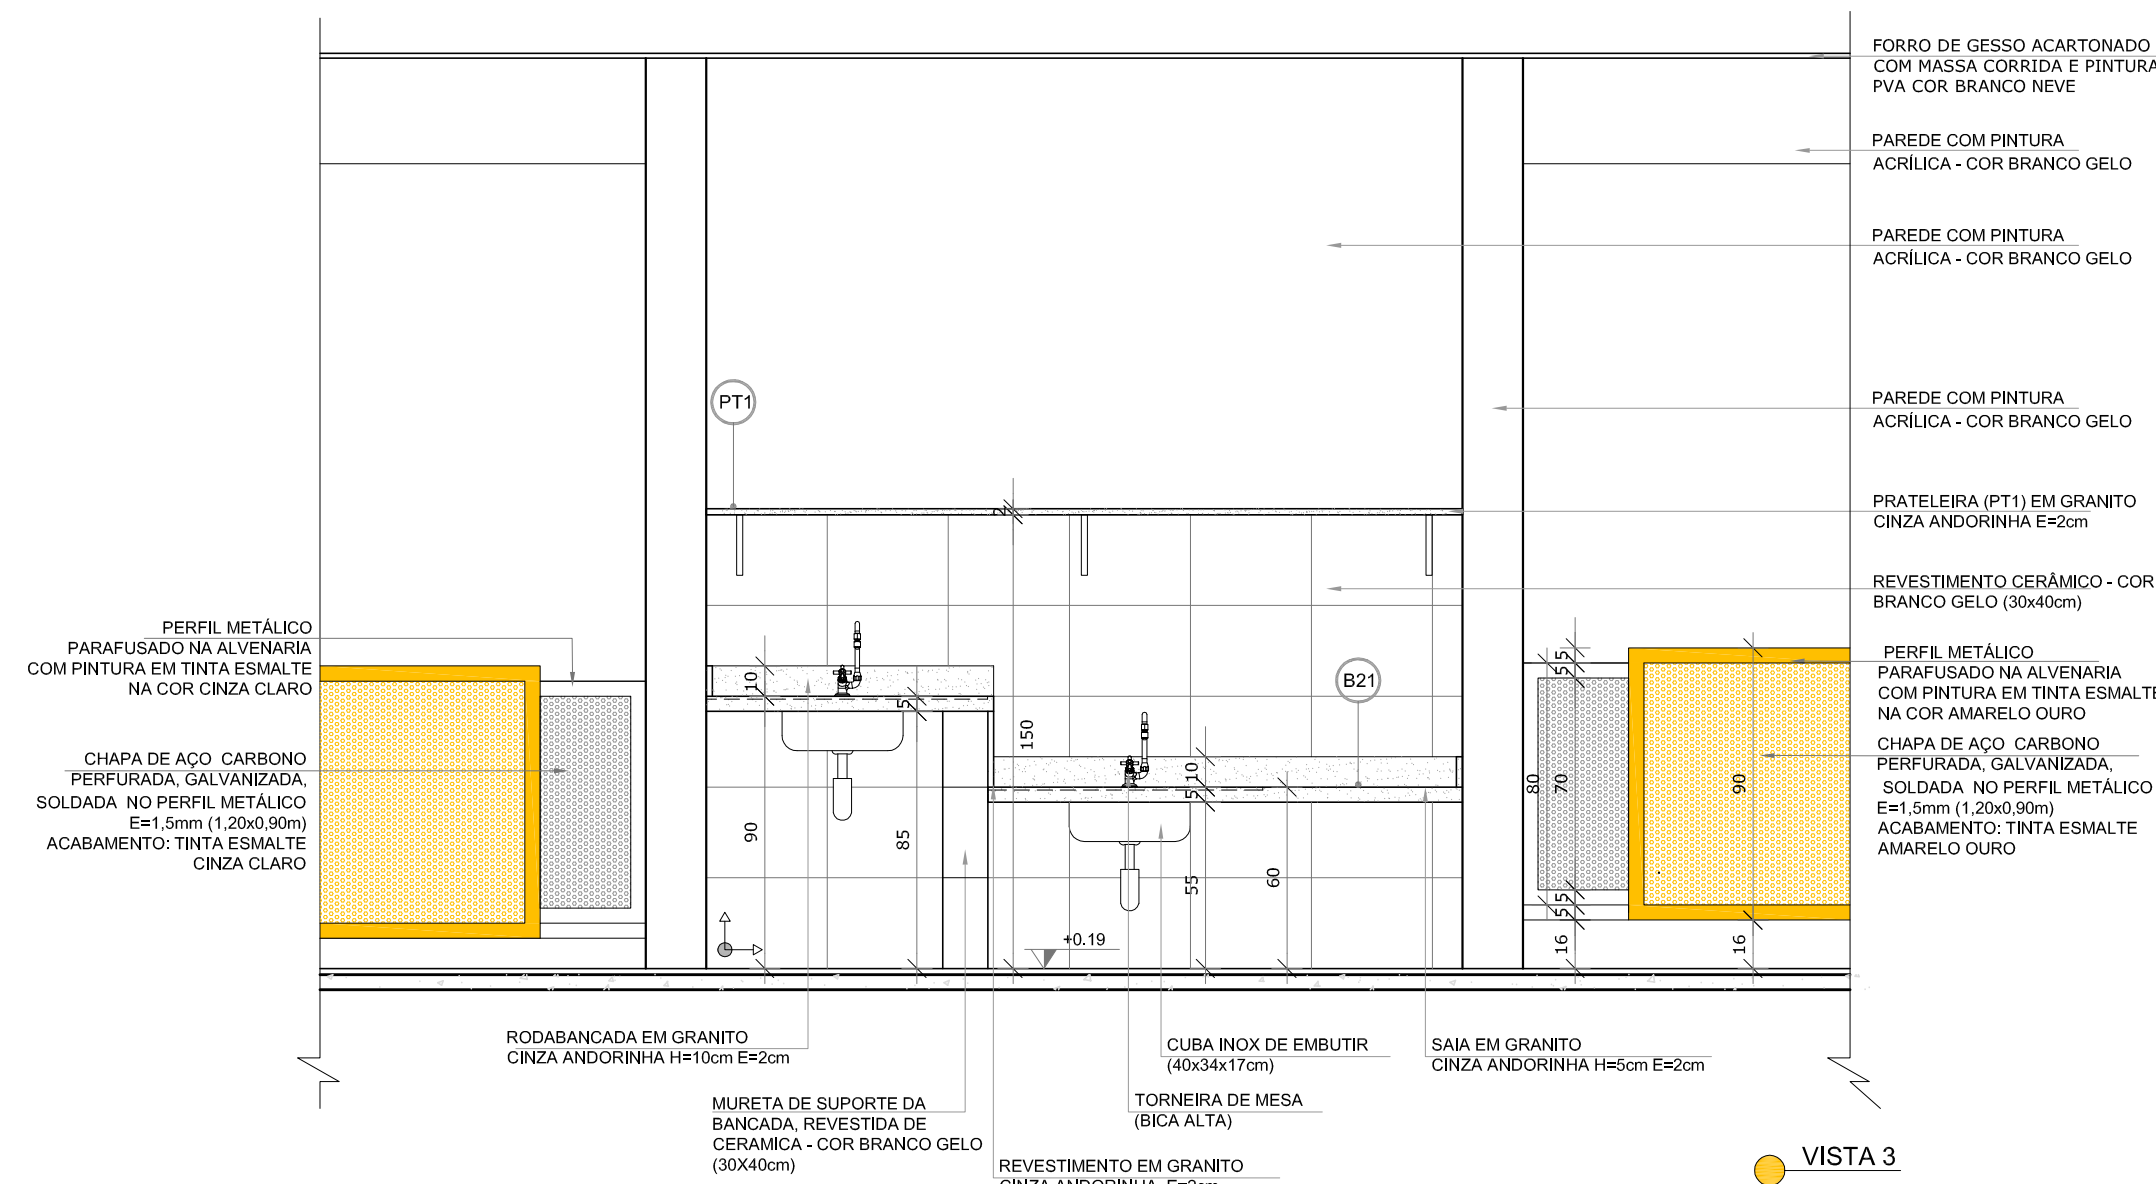 FORRO DE GESSO ACARTONADO
COM MASSA CORRIDA E PINTURA
PVA COR BRANCO NEVE
PAREDE COM PINTURA
ACRÍLICA - COR BRANCO GELO
PAREDE COM PINTURA
ACRÍLICA - COR BRANCO GELO
PAREDE COM PINTURA
ACRÍLICA - COR BRANCO GELO
PT1
2
PRATELEIRA (PT1) EM GRANITO
CINZA ANDORINHA E=2cm
REVESTIMENTO CERÂMICO - COR
BRANCO GELO (30x40cm)
PERFIL METÁLICO
PARAFUSADO NA ALVENARIA
COM PINTURA EM TINTA ESMALTE
NA COR CINZA CLARO
CHAPA DE AÇO CARBONO
PERFURADA, GALVANIZADA,
SOLDADA NO PERFIL METÁLICO
E=1,5mm (1,20x0,90m)
ACABAMENTO: TINTA ESMALTE
CINZA CLARO
10
5
90
85
150
B21
10
5
55
60
+0.19
5
5
80
70
90
5
5
16
16
PERFIL METÁLICO
PARAFUSADO NA ALVENARIA
COM PINTURA EM TINTA ESMALTE
NA COR AMARELO OURO
CHAPA DE AÇO CARBONO
PERFURADA, GALVANIZADA,
SOLDADA NO PERFIL METÁLICO
E=1,5mm (1,20x0,90m)
ACABAMENTO: TINTA ESMALTE
AMARELO OURO
RODABANCADA EM GRANITO
CINZA ANDORINHA H=10cm E=2cm
CUBA INOX DE EMBUTIR
(40x34x17cm)
SAIA EM GRANITO
CINZA ANDORINHA H=5cm E=2cm
MURETA DE SUPORTE DA
BANCADA, REVESTIDA DE
CERAMICA - COR BRANCO GELO
(30X40cm)
TORNEIRA DE MESA
(BICA ALTA)
REVESTIMENTO EM GRANITO
CINZA ANDORINHA E=2cm
VISTA 3